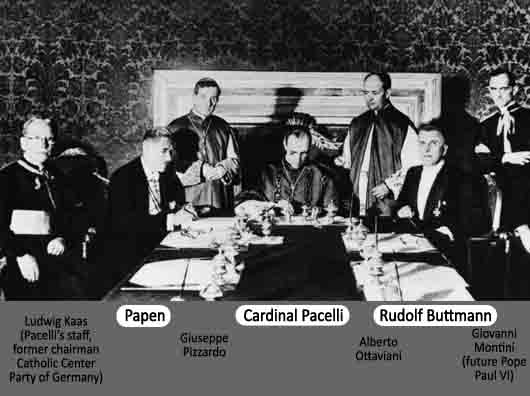 Ludwig Kaas
(Pacelli's staff,
former chairman
Catholic Center
Party of Germany)
Papen
Giuseppe
Pizzardo
Cardinal Pacelli
Alberto
Ottaviani
Rudolf Buttmann
Giovanni
Montini
(future Pope
Paul VI)